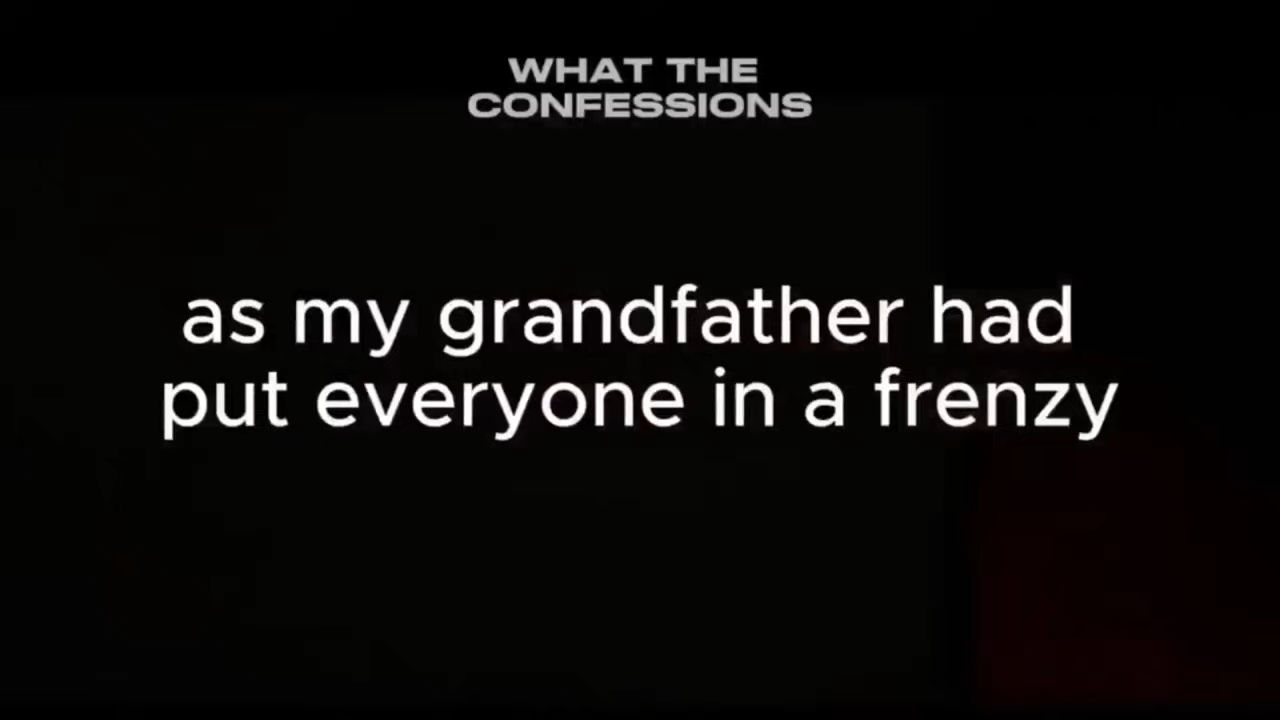 WHAT THE
CONFESSIONS
as my grandfather had
put everyone in a frenzy